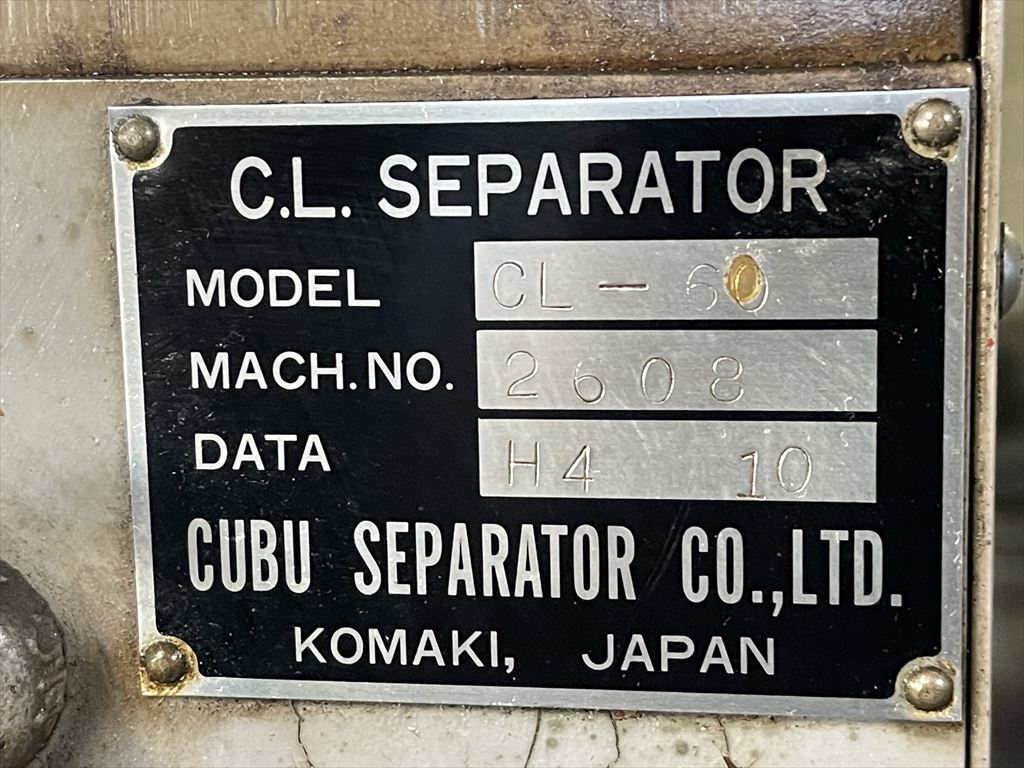 C.L. SEPARATOR
MODEL CL-60
MACH.NO. 2608
DATA H4 10
CUBU SEPARATOR CO.,LTD.
KOMAKI, JAPAN